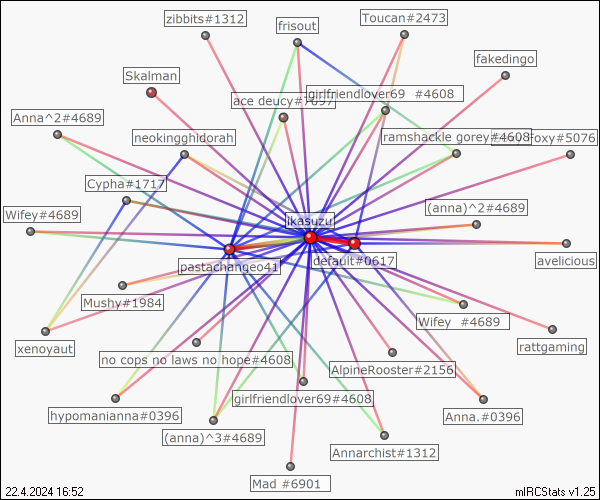 zibbits#1312
frisout
Toucan#2473
fakedingo
Skalman
girlfriendlover69 #4608
ace deucy#7697
Anna^2#4689
neokingghidorah
ramshackle gorey#4608
Foxy#5076
Cypha#1717
Wifey#4689
ikasuzu
(anna)^2#4689
pastachangeo41
default#0617
avelicious
Mushy#1984
Wifey #4689
xenoyaut
no cops no laws no hope#4608
AlpineRooster#2156
rattgaming
hypomanianna#0396
girlfriendlover69#4608
Anna.#0396
(anna)^3#4689
Annarchist#1312
Mad #6901
22.4.2024 16:52
mIRCStats v1.25